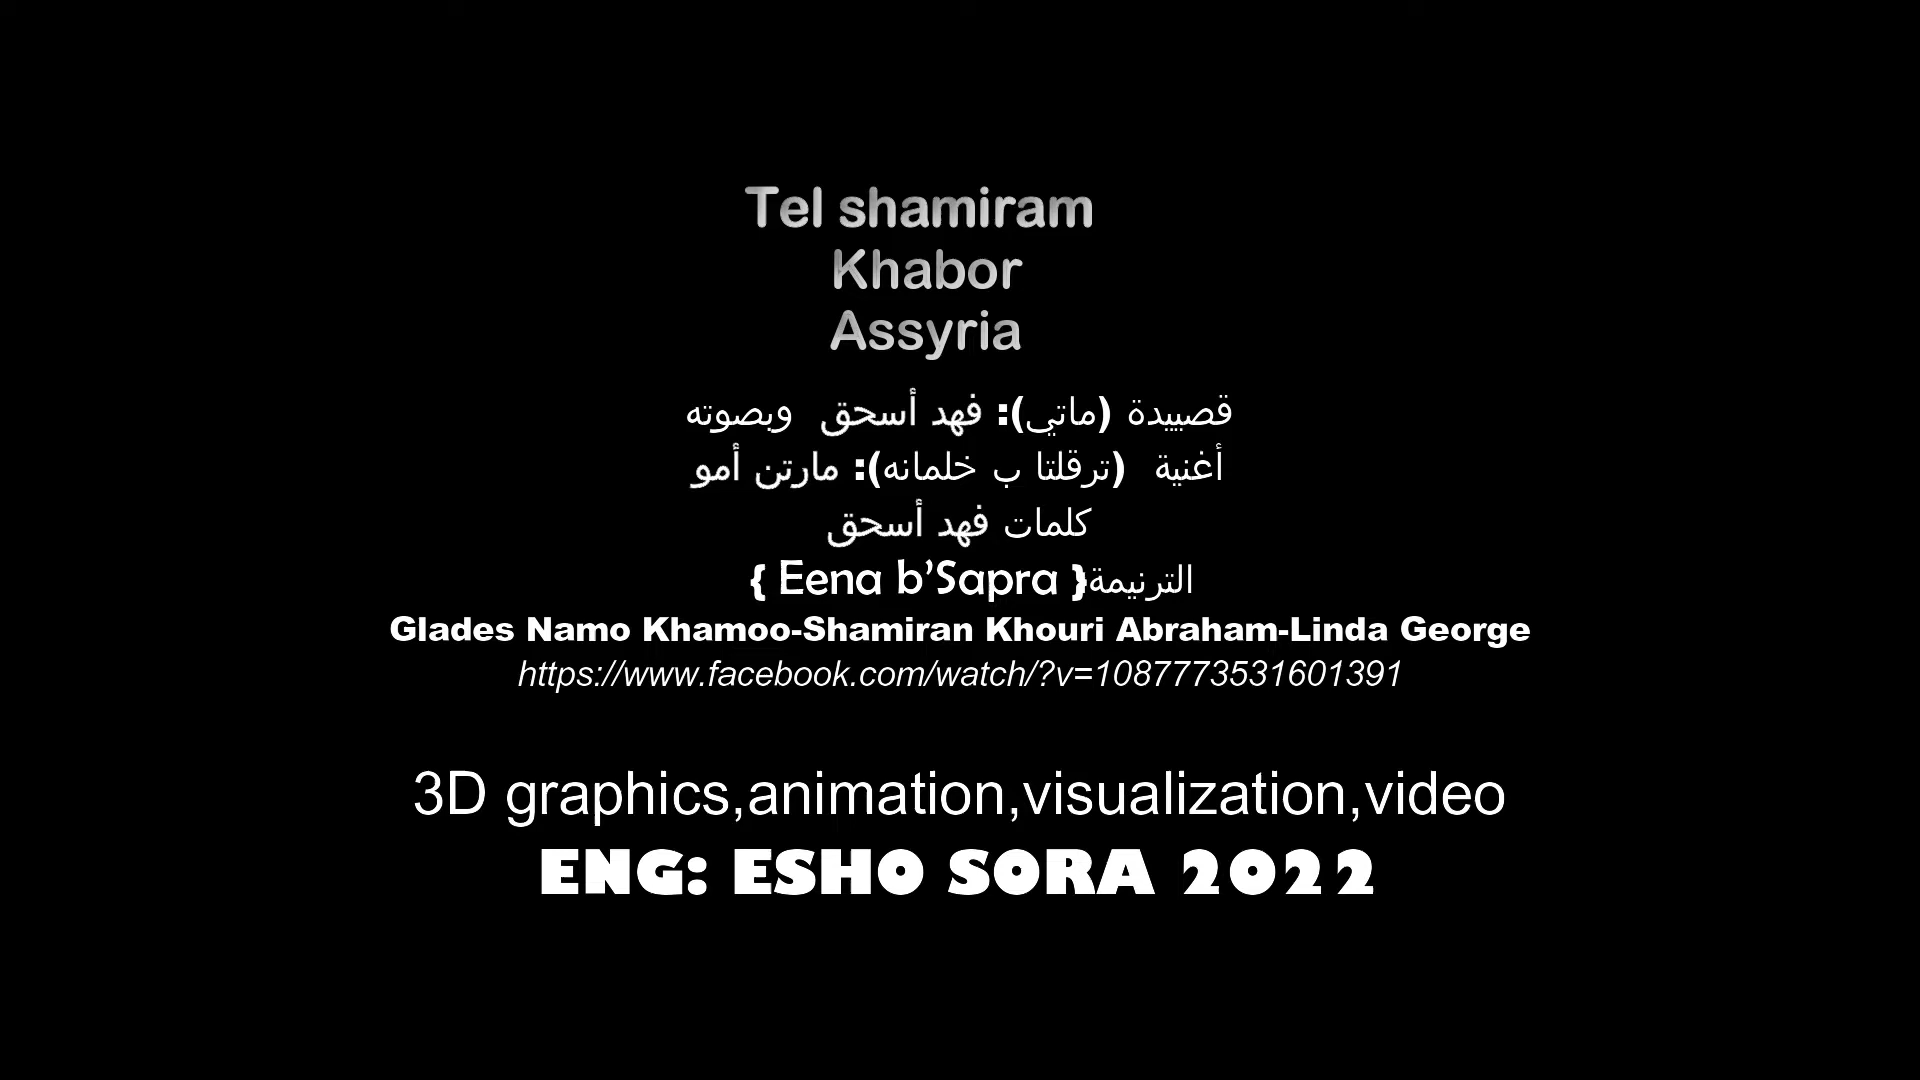 Tel shamiram
Khabor
Assyria
قصييدة (ماتي): فهد أسحق وبصوته
أغنية (ترقلتا ب خلمانه): مارتن أمو
كلمات فهد أسحق
الترنيمة{ Eena b’Sapra }
Glades Namo Khamoo-Shamiran Khouri Abraham-Linda George
https://www.facebook.com/watch/?v=1087773531601391
3D graphics,animation,visualization,video
ENG: ESHO SORA 2022